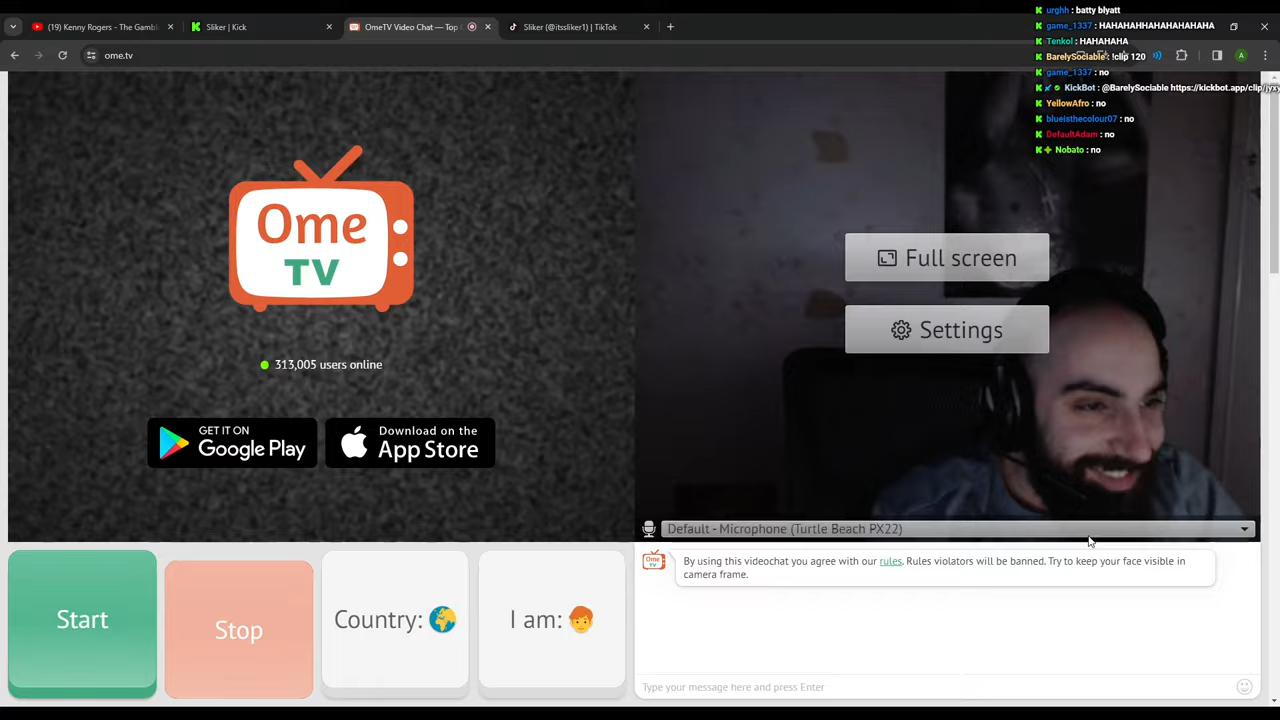 (19) Kenny Rogers - The Gambl
Sliker | Kick
OmeTV Video Chat — Top
Sliker (@itssliker1) | TikTok
ome.tv
urghh : batty blyatt
game_1337 : HAHAHAHHAHAHAHAHAHA
Tenkol : HAHAHAHA
BarelySociable : !clip 120
game_1337 : no
KickBot : @BarelySociable https://kickbot.app/clip/jyxy
YellowAfro : no
blueisthecolour07 : no
DefaultAdam : no
Nobato : no
Ome
TV
313,005 users online
GET IT ON
Google Play
Download on the
App Store
Full screen
Settings
Default - Microphone (Turtle Beach PX22)
Ome
TV
By using this videochat you agree with our rules. Rules violators will be banned. Try to keep your face visible in
camera frame.
Start
Stop
Country:
I am:
Type your message here and press Enter